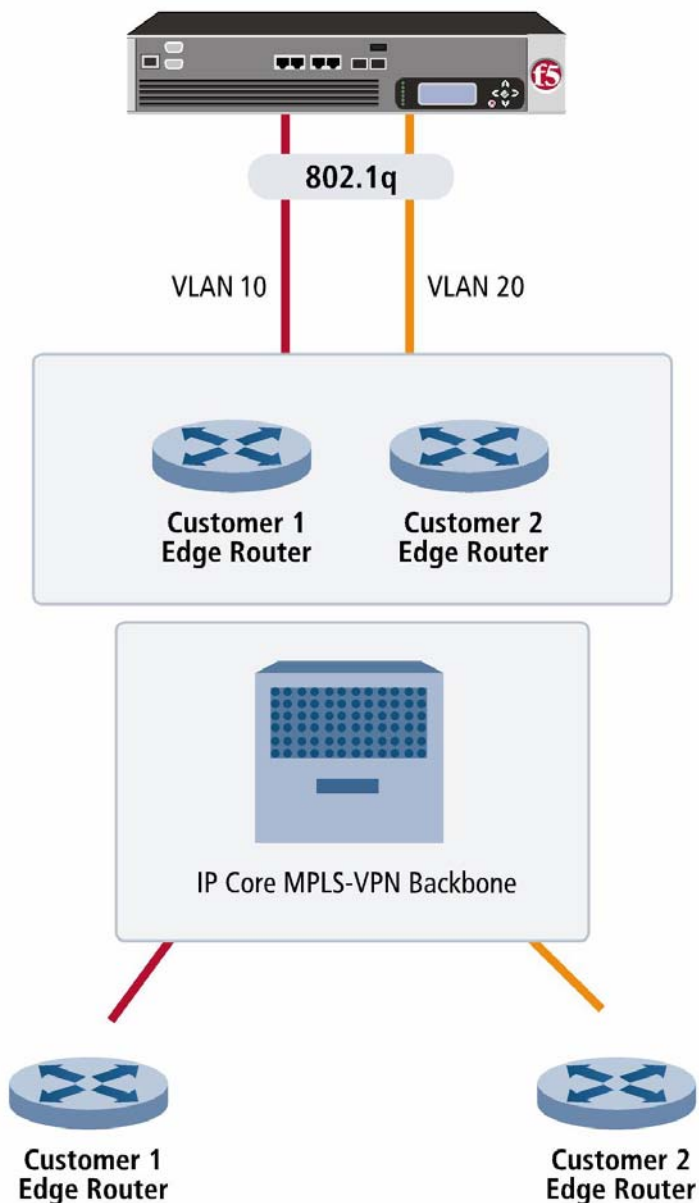 f5
802.1q
VLAN 10
VLAN 20
Customer 1
Edge Router
Customer 2
Edge Router
IP Core MPLS-VPN Backbone
Customer 1
Edge Router
Customer 2
Edge Router